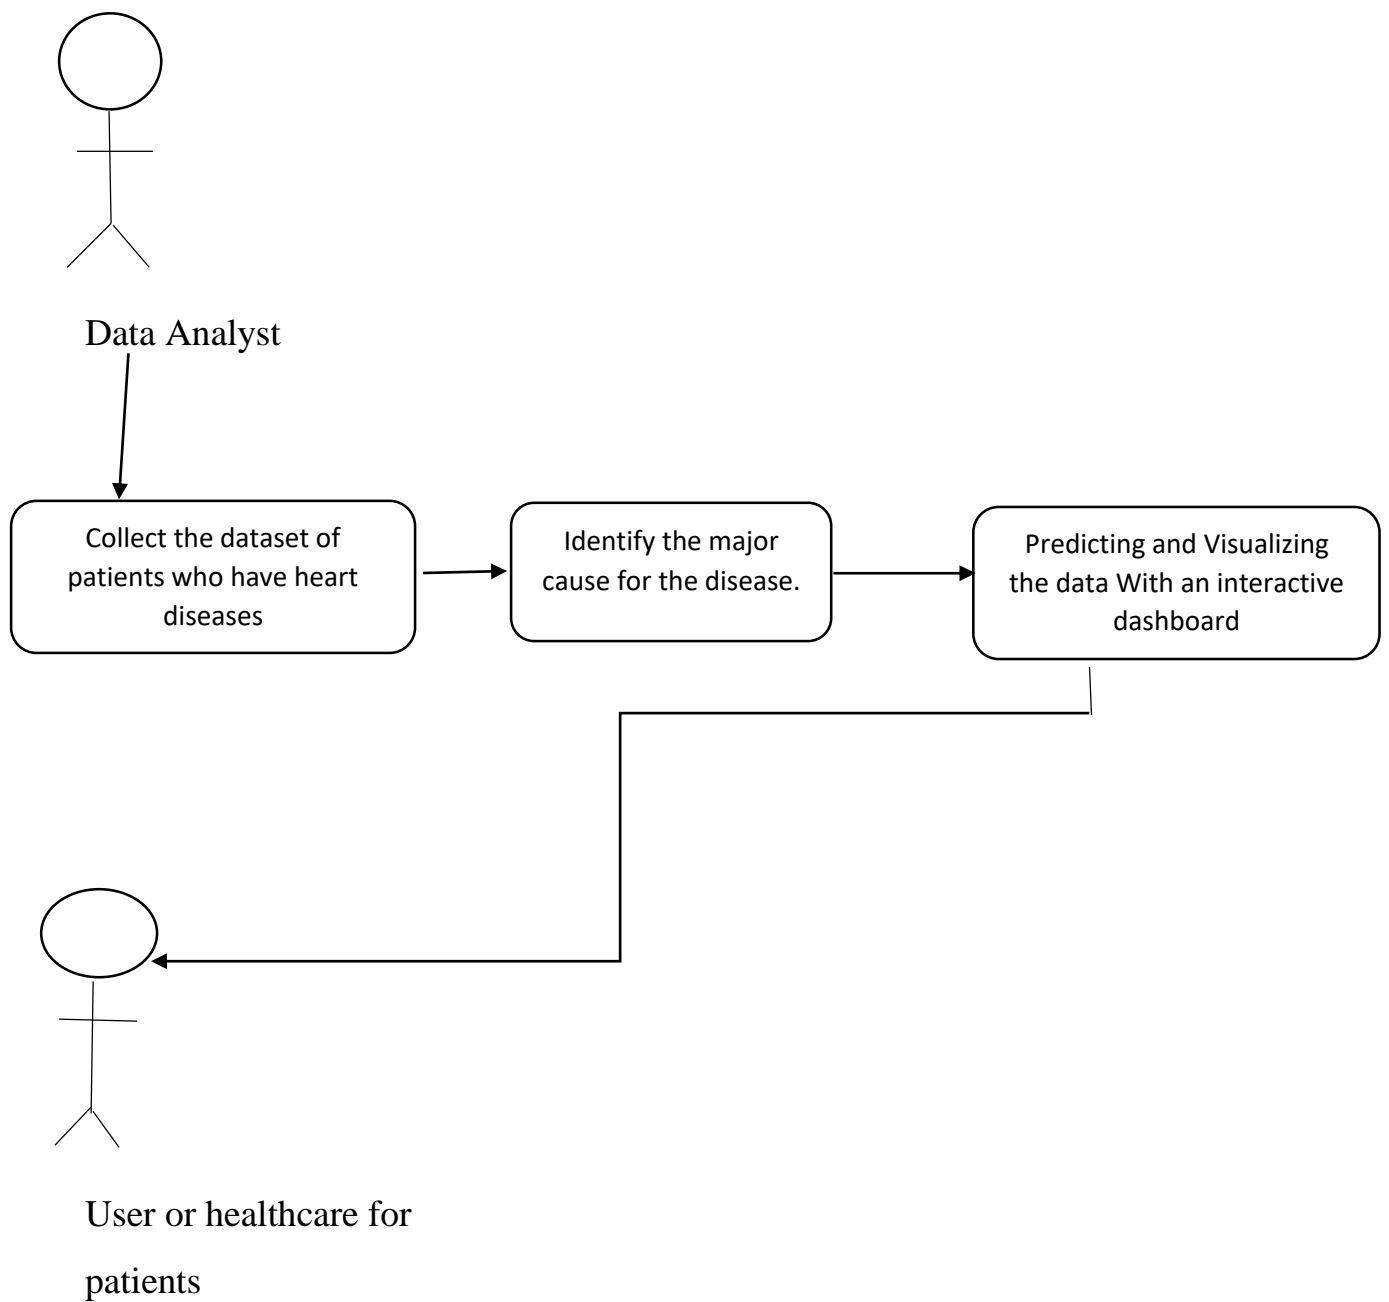 Data Analyst
Collect the dataset of
patients who have heart
diseases
Identify the major
cause for the disease.
Predicting and Visualizing
the data With an interactive
dashboard
User or healthcare for
patients